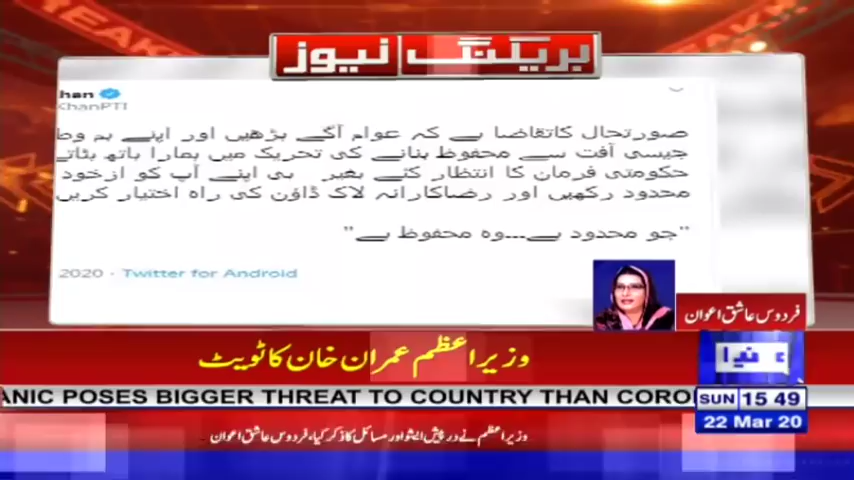 بریکنگ نیوز
han
KhanPTI
صورتحال کاتقاضا ہے کہ عوام آگے بڑھیں اور اپنے ہم وط
جیسی آفت سے محفوظ بنانے کی تحریک میں ہمارا ہاتھ بٹاتے
حکومتی فرمان کا انتظار کئے بغیر ہی اپنے آپ کو ازخود
محدود رکھیں اور رضاکارانہ لاک ڈاؤن کی راہ اختیار کریں
"جو محدود ہے...وہ محفوظ ہے"
2020 · Twitter for Android
فردوس عاشق اعوان
وزیراعظم عمران خان کا ٹویٹ
ANIC POSES BIGGER THREAT TO COUNTRY THAN CORO
SUN 15 49
22 Mar 20
وزیراعظم نے درپیش ایشو اور مسائل کا ذکر کیا، فردوس عاشق اعوان